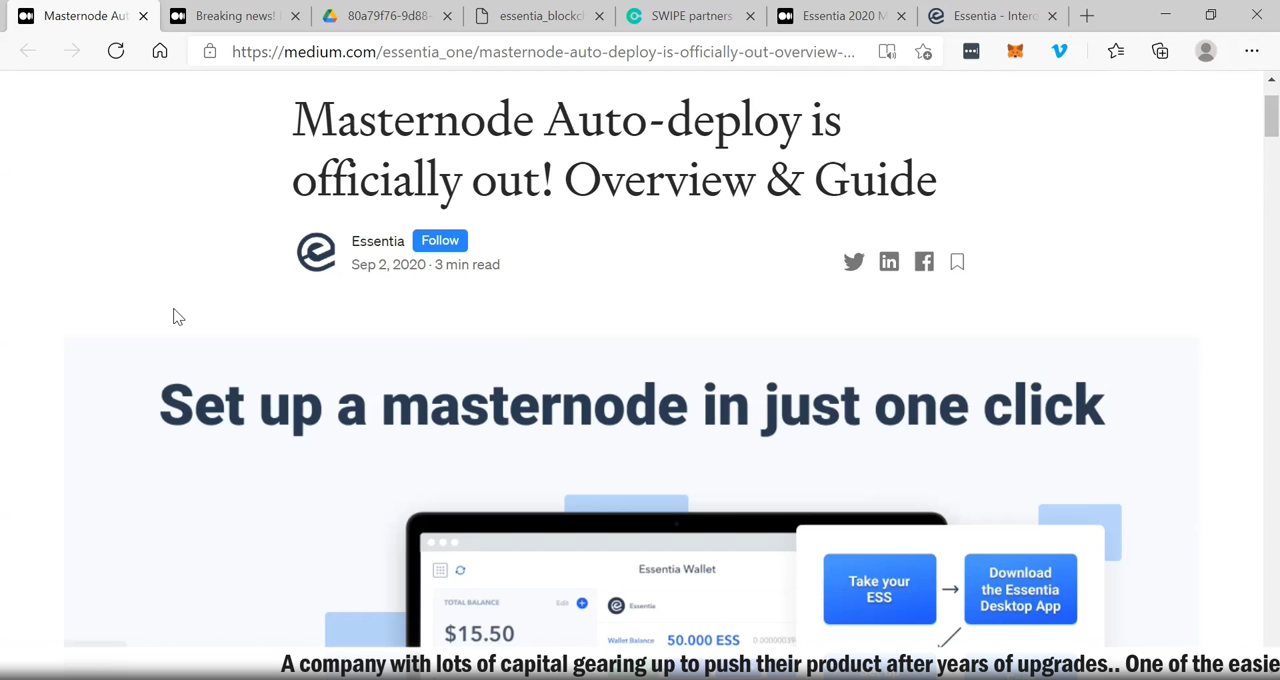 Masternode Au
Breaking news!
80a79f76-9d88-
essentia_blockc
SWIPE partners
Essentia 2020 M
Essentia - Interc
https://medium.com/essentia_one/masternode-auto-deploy-is-officially-out-overview-...
Masternode Auto-deploy is
officially out! Overview & Guide
Essentia
Follow
Sep 2, 2020 · 3 min read
Set up a masternode in just one click
Essentia Wallet
TOTAL BALANCE
Edit
Essentia
$15.50
Wallet Balance
50.000 ESS
Take your
ESS
Download
the Essentia
Desktop App
A company with lots of capital gearing up to push their product after years of upgrades.. One of the easie